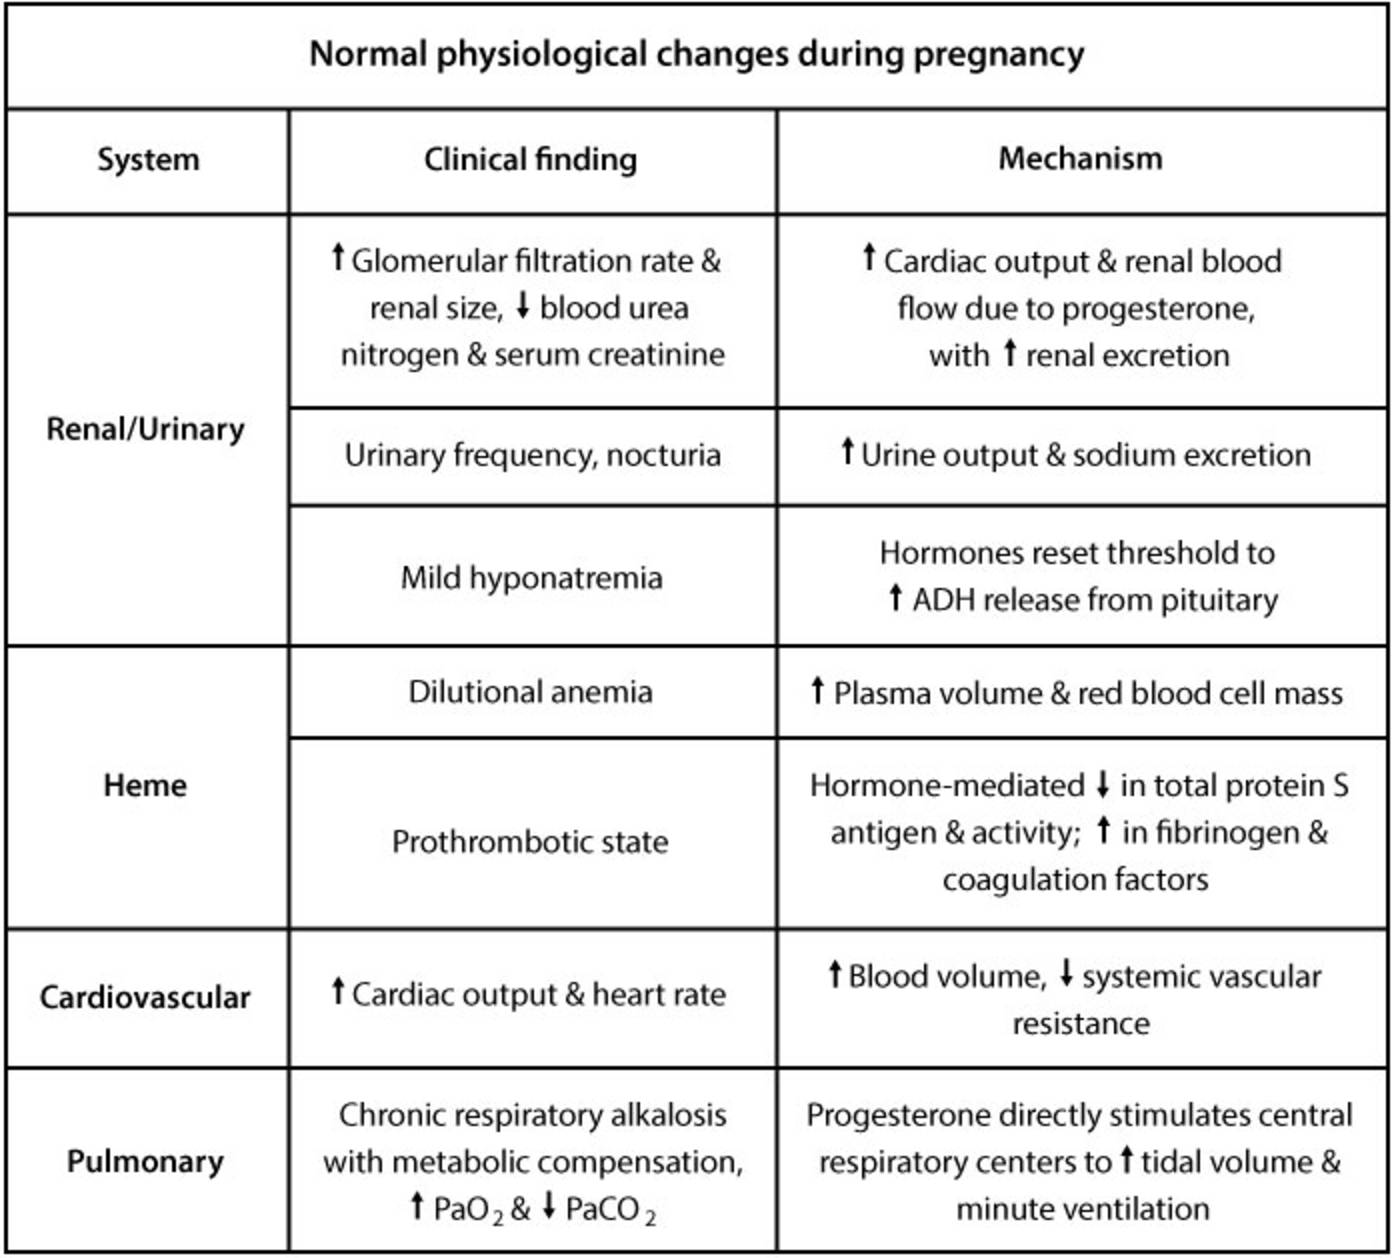 Normal physiological changes during pregnancy
System
Clinical finding
Mechanism
Renal/Urinary
↑ Glomerular filtration rate &
renal size, ↓ blood urea
nitrogen & serum creatinine
↑ Cardiac output & renal blood
flow due to progesterone,
with ↑ renal excretion
Urinary frequency, nocturia
↑ Urine output & sodium excretion
Mild hyponatremia
Hormones reset threshold to
↑ ADH release from pituitary
Heme
Dilutional anemia
↑ Plasma volume & red blood cell mass
Prothrombotic state
Hormone-mediated ↓ in total protein S
antigen & activity; ↑ in fibrinogen &
coagulation factors
Cardiovascular
↑ Cardiac output & heart rate
↑ Blood volume, ↓ systemic vascular
resistance
Pulmonary
Chronic respiratory alkalosis
with metabolic compensation,
↑ PaO₂ & ↓ PaCO₂
Progesterone directly stimulates central
respiratory centers to ↑ tidal volume &
minute ventilation